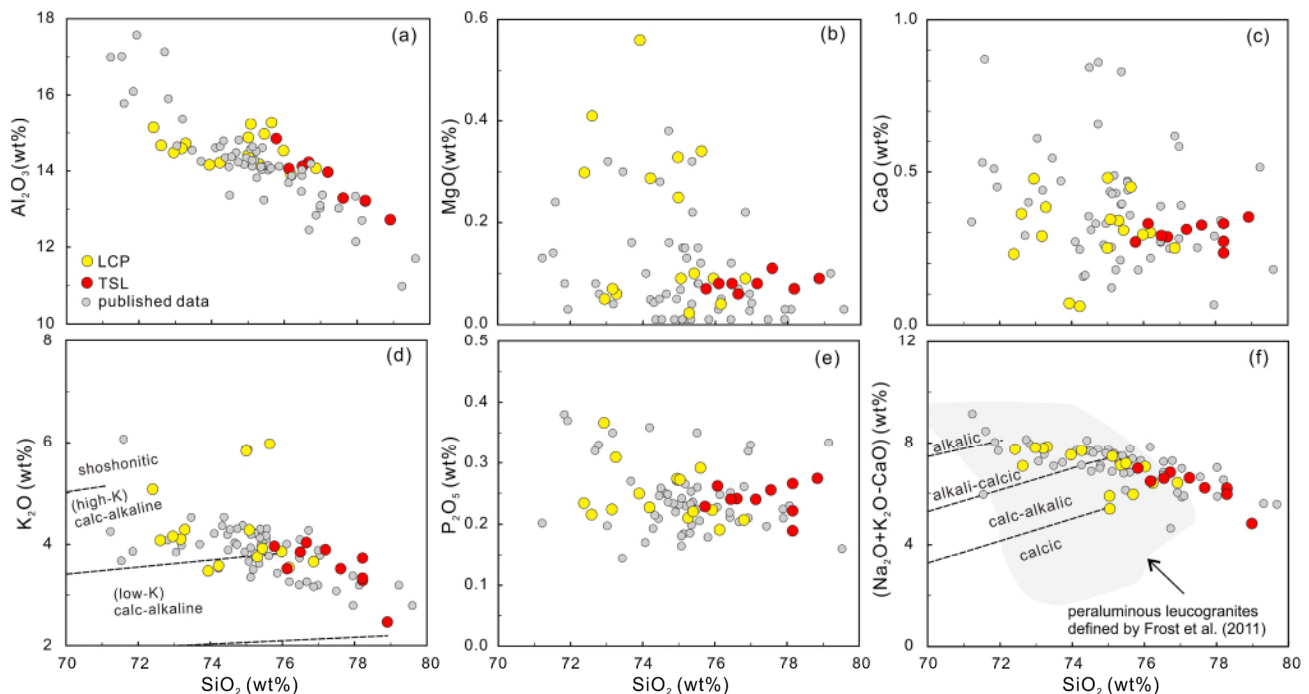 18
16
14
12
10
Al₂O₃(wt%)
(a)
LCP
TSL
published data
0.6
0.4
0.2
0.0
MgO(wt%)
(b)
1.0
0.5
0.0
CaO (wt%)
(c)
8
6
4
2
K₂O (wt%)
(d)
shoshonitic
(high-K)
calc-alkaline
(low-K)
calc-alkaline
70 72 74 76 78 80
SiO₂ (wt%)
0.5
0.4
0.3
0.2
0.1
0.0
P₂O₅ (wt%)
(e)
70 72 74 76 78 80
SiO₂ (wt%)
12
8
4
0
(Na₂O+K₂O-CaO) (wt%)
(f)
alkalic
alkali-calcic
calc-alkalic
calcic
peraluminous leucogranites
defined by Frost et al. (2011)
70 72 74 76 78 80
SiO₂ (wt%)